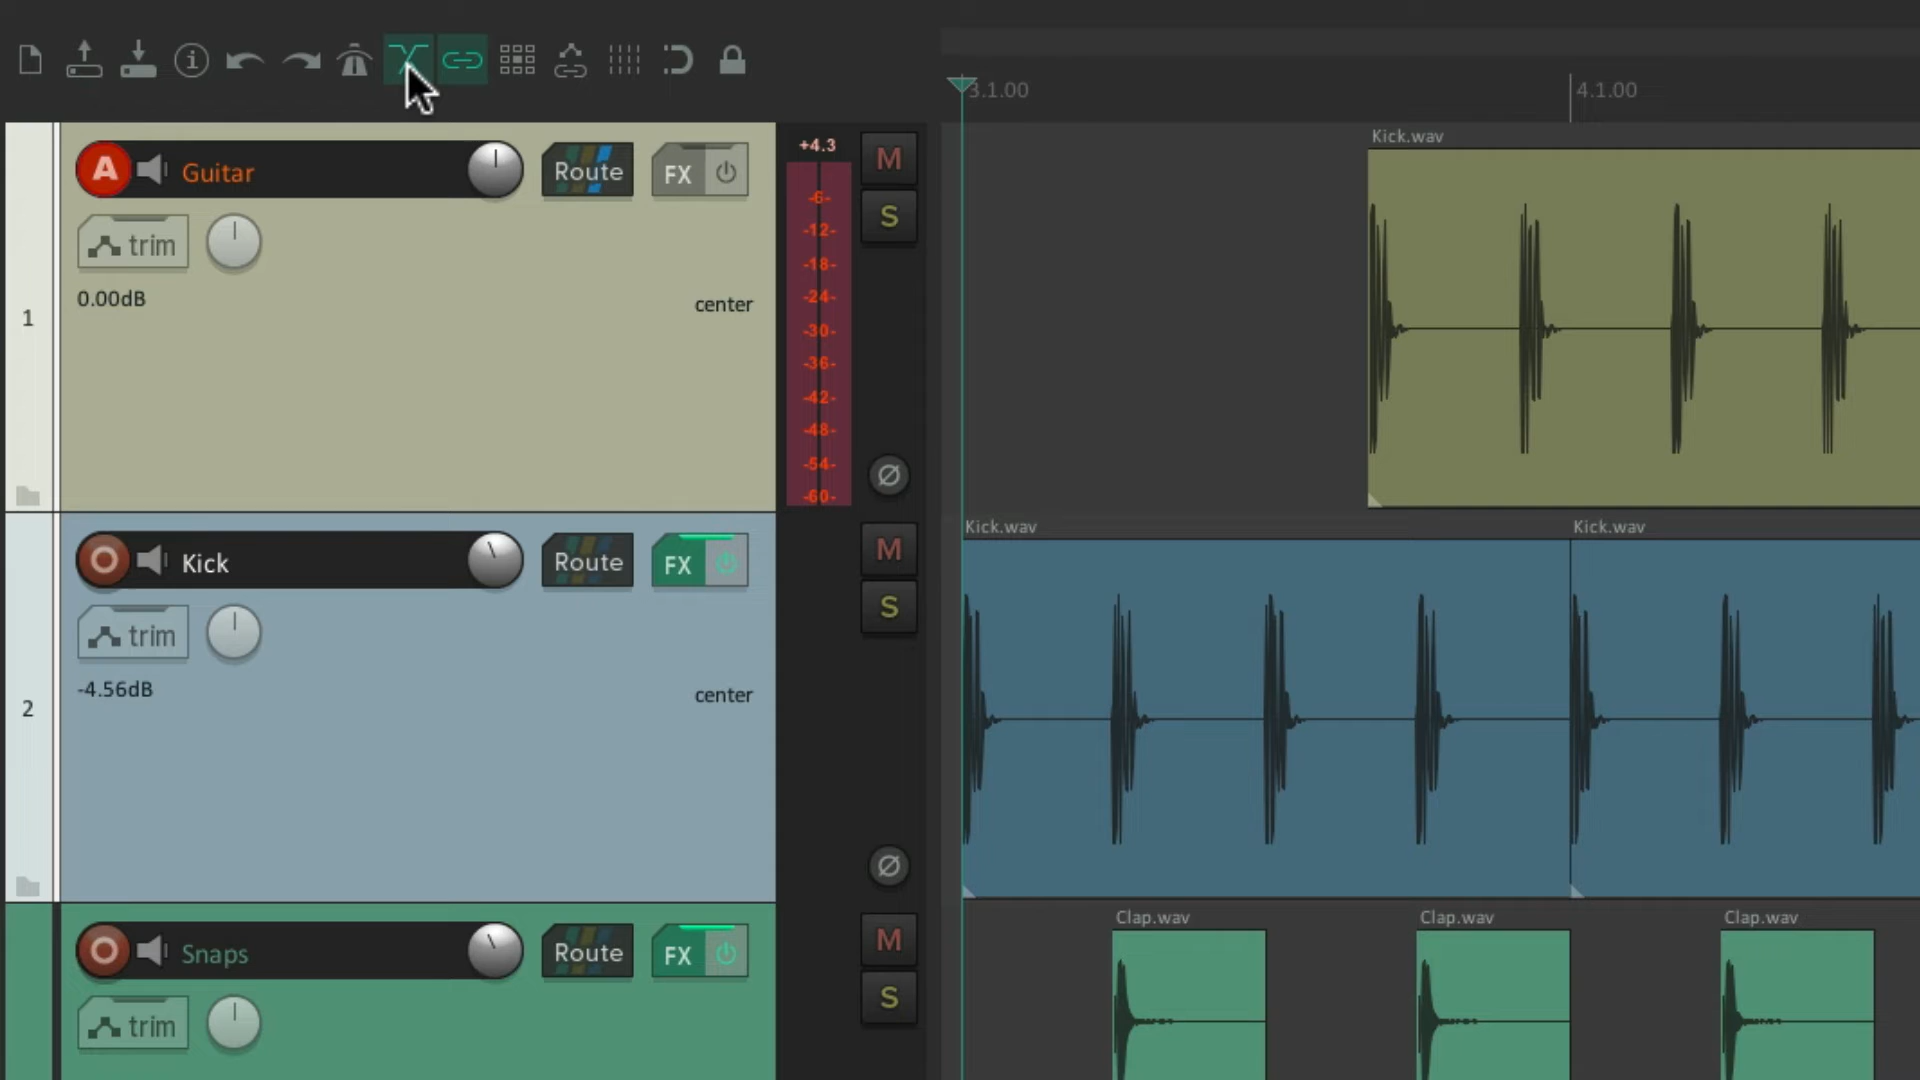 3.1.00
4.1.00
1
A
Guitar
Route
FX
trim
0.00dB
center
+4.3
-6-
-12-
-18-
-24-
-30-
-36-
-42-
-48-
-54-
-60-
M
S
Ø
Kick.wav
2
Kick
Route
FX
trim
-4.56dB
center
M
S
Ø
Kick.wav
Kick.wav
Snaps
Route
FX
trim
M
S
Clap.wav
Clap.wav
Clap.wav